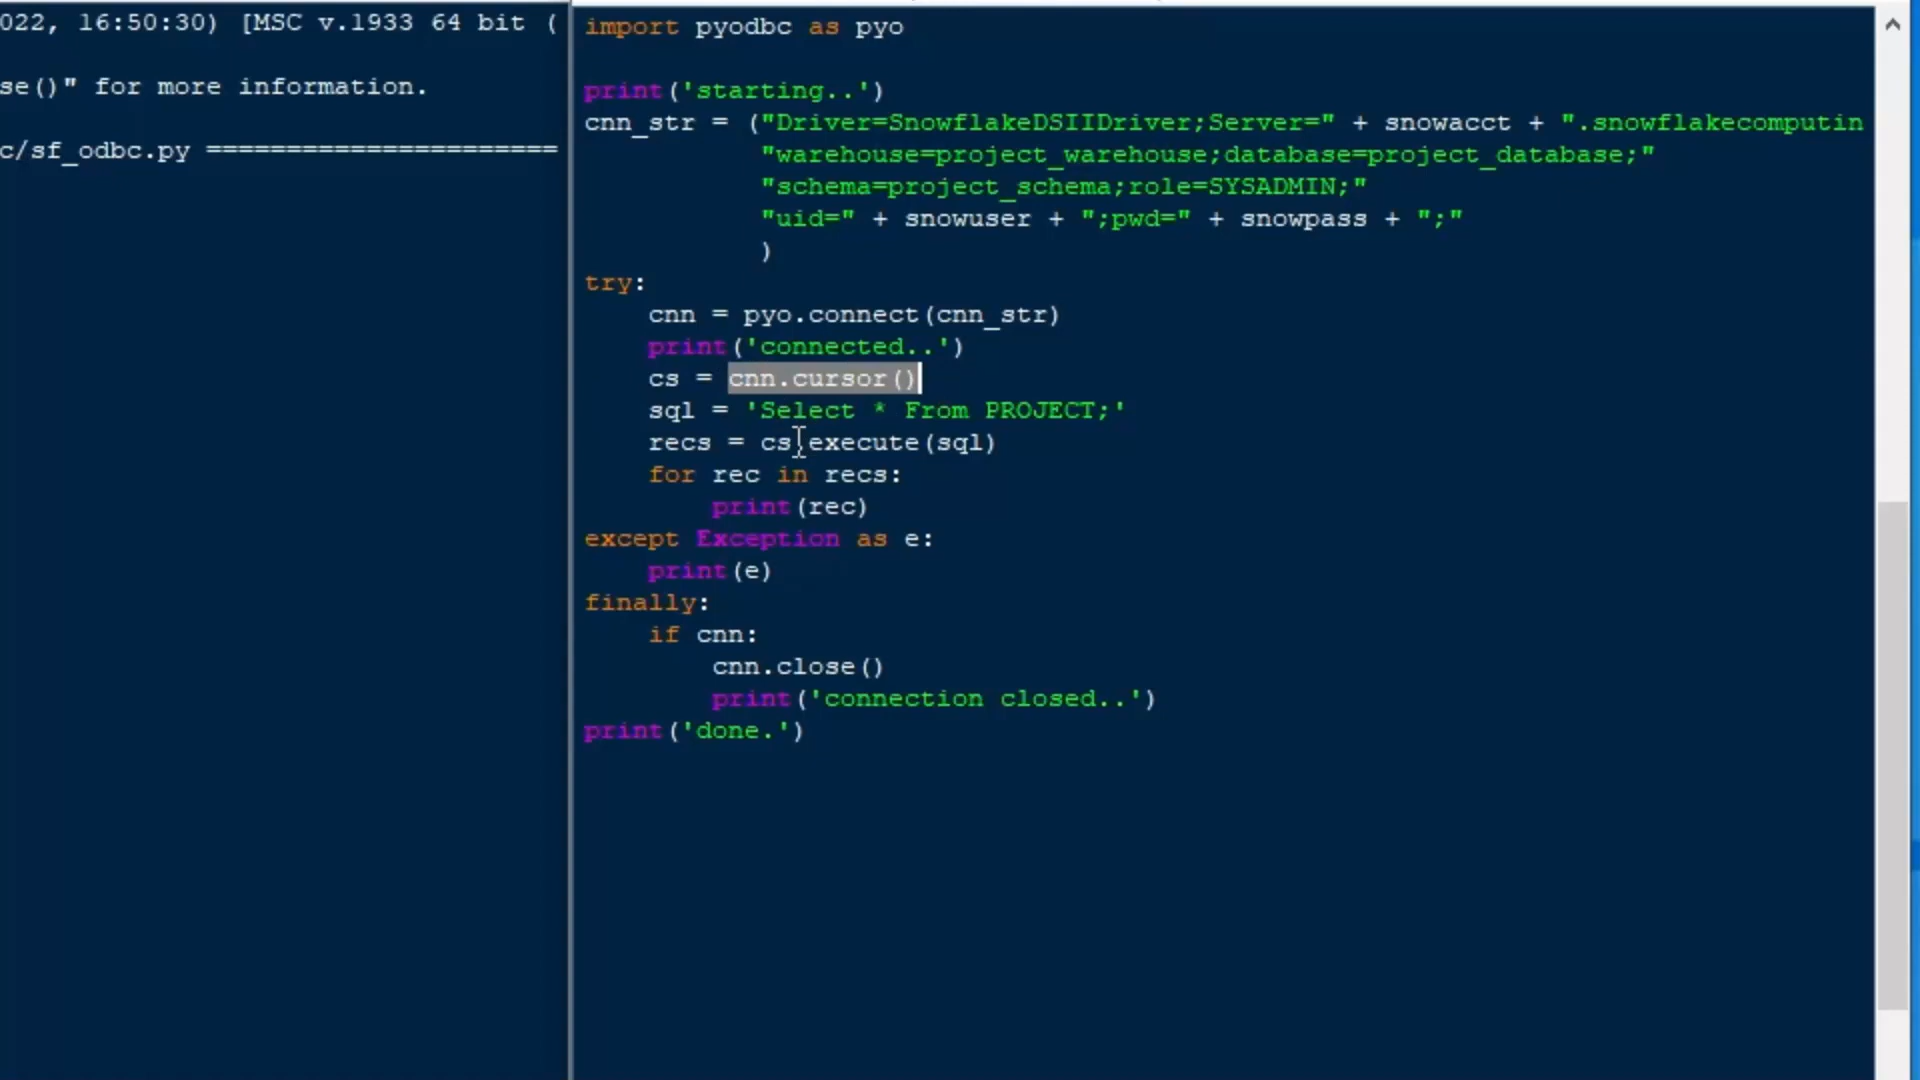 022, 16:50:30) [MSC v.1933 64 bit (
se()" for more information.
c/sf_odbc.py ======================
import pyodbc as pyo
print('starting..')
cnn_str = ("Driver=SnowflakeDSIIDriver;Server=" + snowacct + ".snowflakecomputin
"warehouse=project_warehouse;database=project_database;"
"schema=project_schema;role=SYSADMIN;"
"uid=" + snowuser + ";pwd=" + snowpass + ";"
)
try:
cnn = pyo.connect(cnn_str)
print('connected..')
cs = cnn.cursor()
sql = 'Select * From PROJECT;'
recs = cs.execute(sql)
for rec in recs:
print(rec)
except Exception as e:
print(e)
finally:
if cnn:
cnn.close()
print('connection closed..')
print('done.')